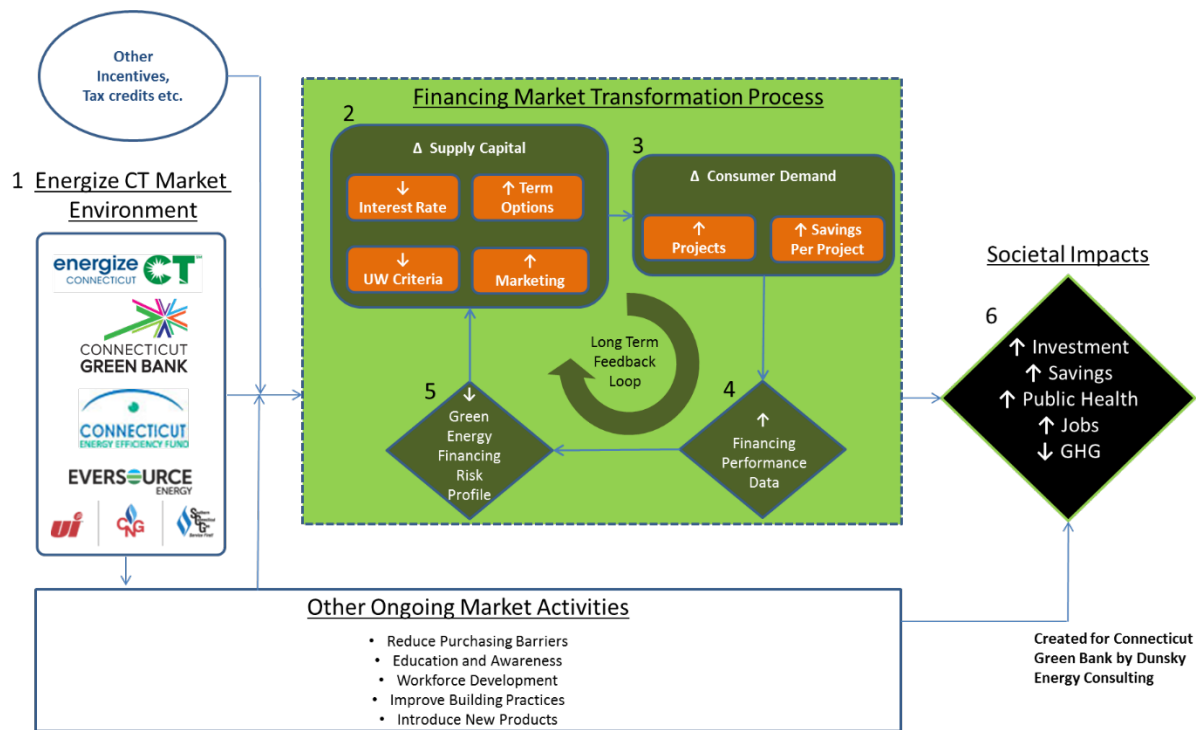 Other
Incentives,
Tax credits etc.
1 Energize CT Market
Environment
energize
CONNECTICUT
CT
CONNECTICUT
GREEN BANK
CONNECTICUT
ENERGY EFFICIENCY FUND
EVERSOURCE
ENERGY
ui
CNG
Financing Market Transformation Process
2
Δ Supply Capital
↓
Interest Rate
↑ Term
Options
↓
UW Criteria
↑
Marketing
3
Δ Consumer Demand
↑
Projects
↑ Savings
Per Project
Long Term
Feedback
Loop
4
↑
Financing
Performance
Data
5
↓
Green
Energy
Financing
Risk
Profile
Societal Impacts
6
↑ Investment
↑ Savings
↑ Public Health
↑ Jobs
↓ GHG
Other Ongoing Market Activities
• Reduce Purchasing Barriers
• Education and Awareness
• Workforce Development
• Improve Building Practices
• Introduce New Products
Created for Connecticut
Green Bank by Dunsky
Energy Consulting